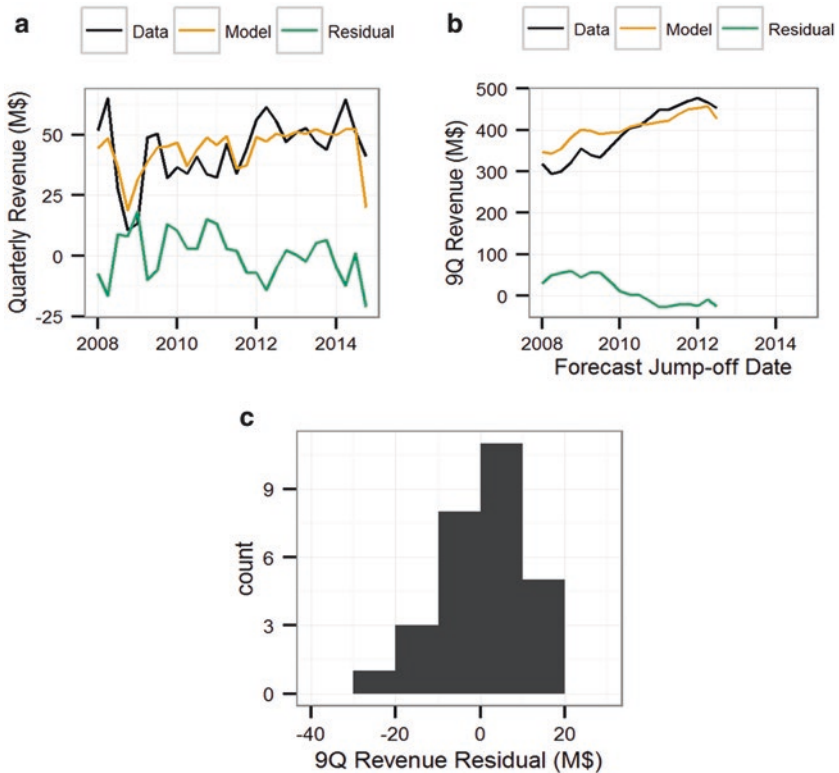 a
Data Model Residual
Quarterly Revenue (M$)
50
25
0
-25
2008 2010 2012 2014
b
Data Model Residual
9Q Revenue (M$)
500
400
300
200
100
0
2008 2010 2012 2014
Forecast Jump-off Date
c
count
9
6
3
0
-40 -20 0 20
9Q Revenue Residual (M$)